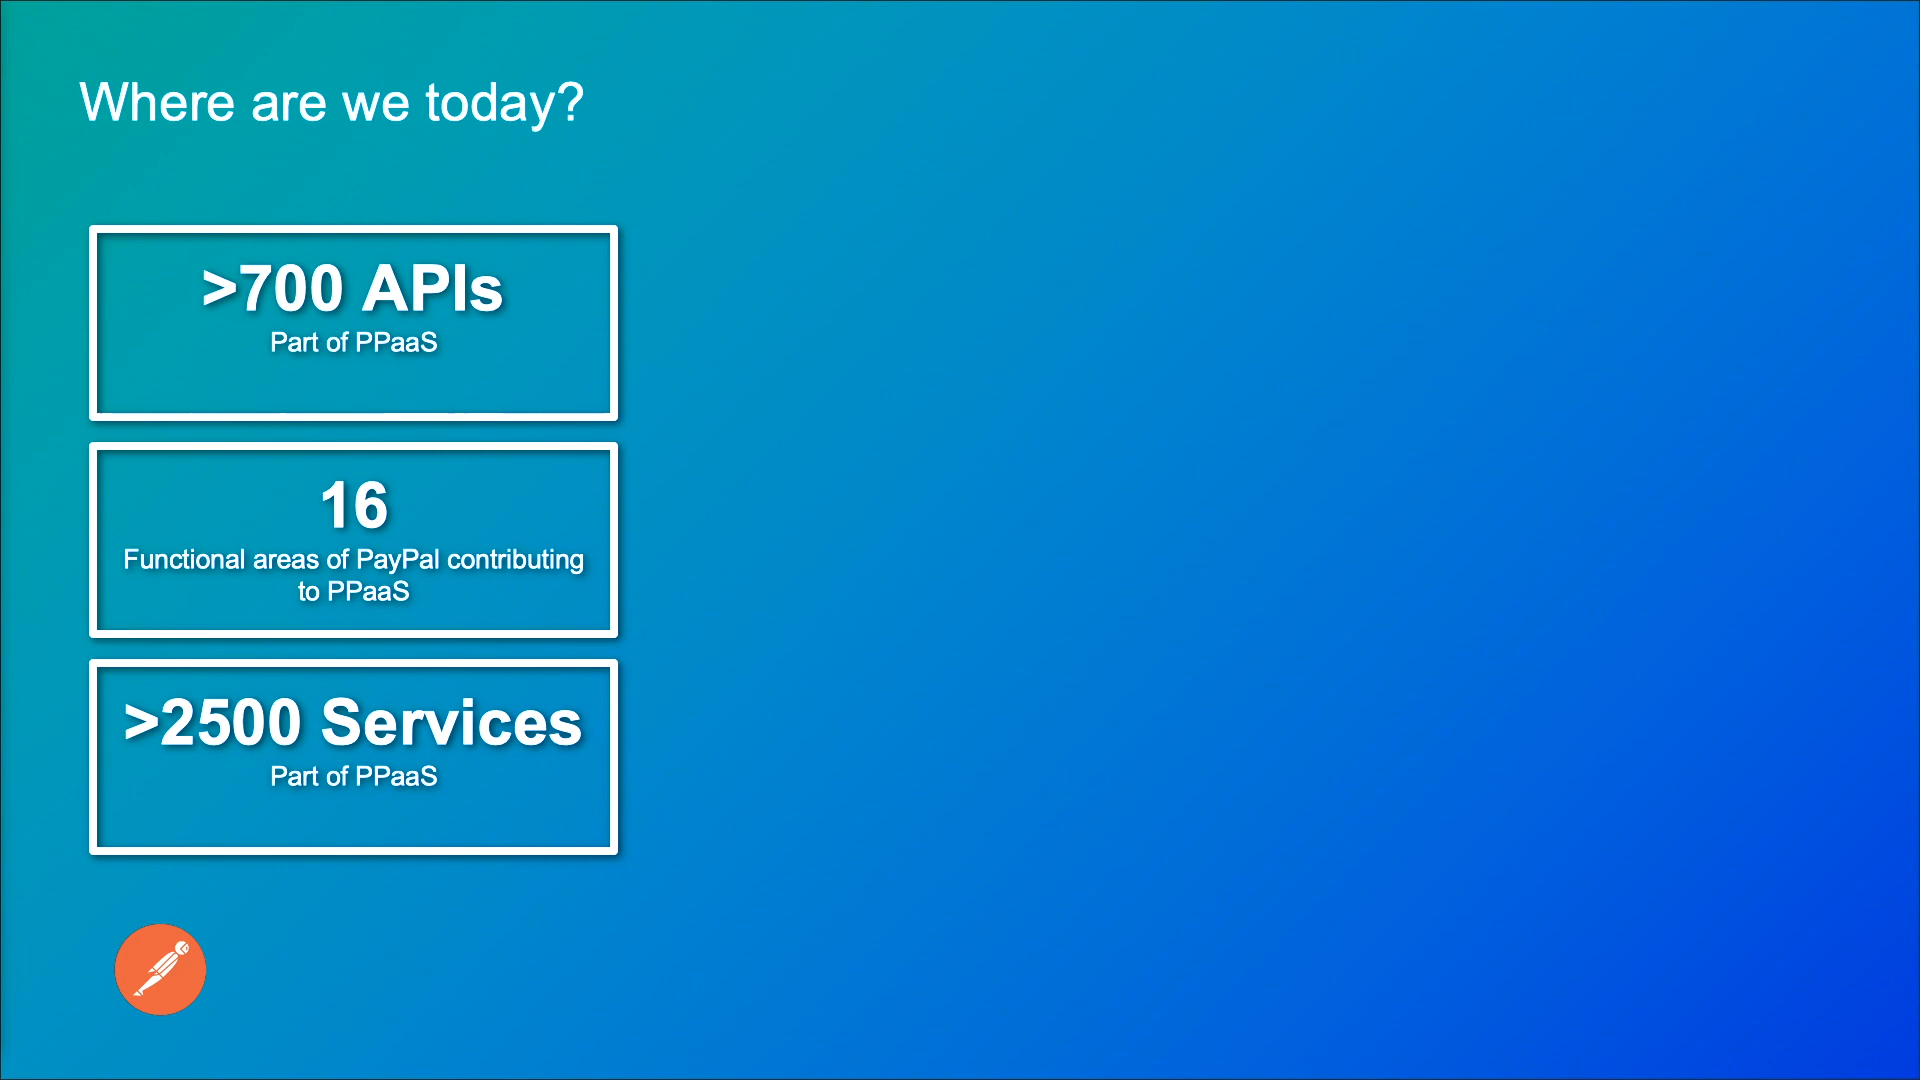 Where are we today?
>700 APIs
Part of PPaaS
16
Functional areas of PayPal contributing
to PPaaS
>2500 Services
Part of PPaaS